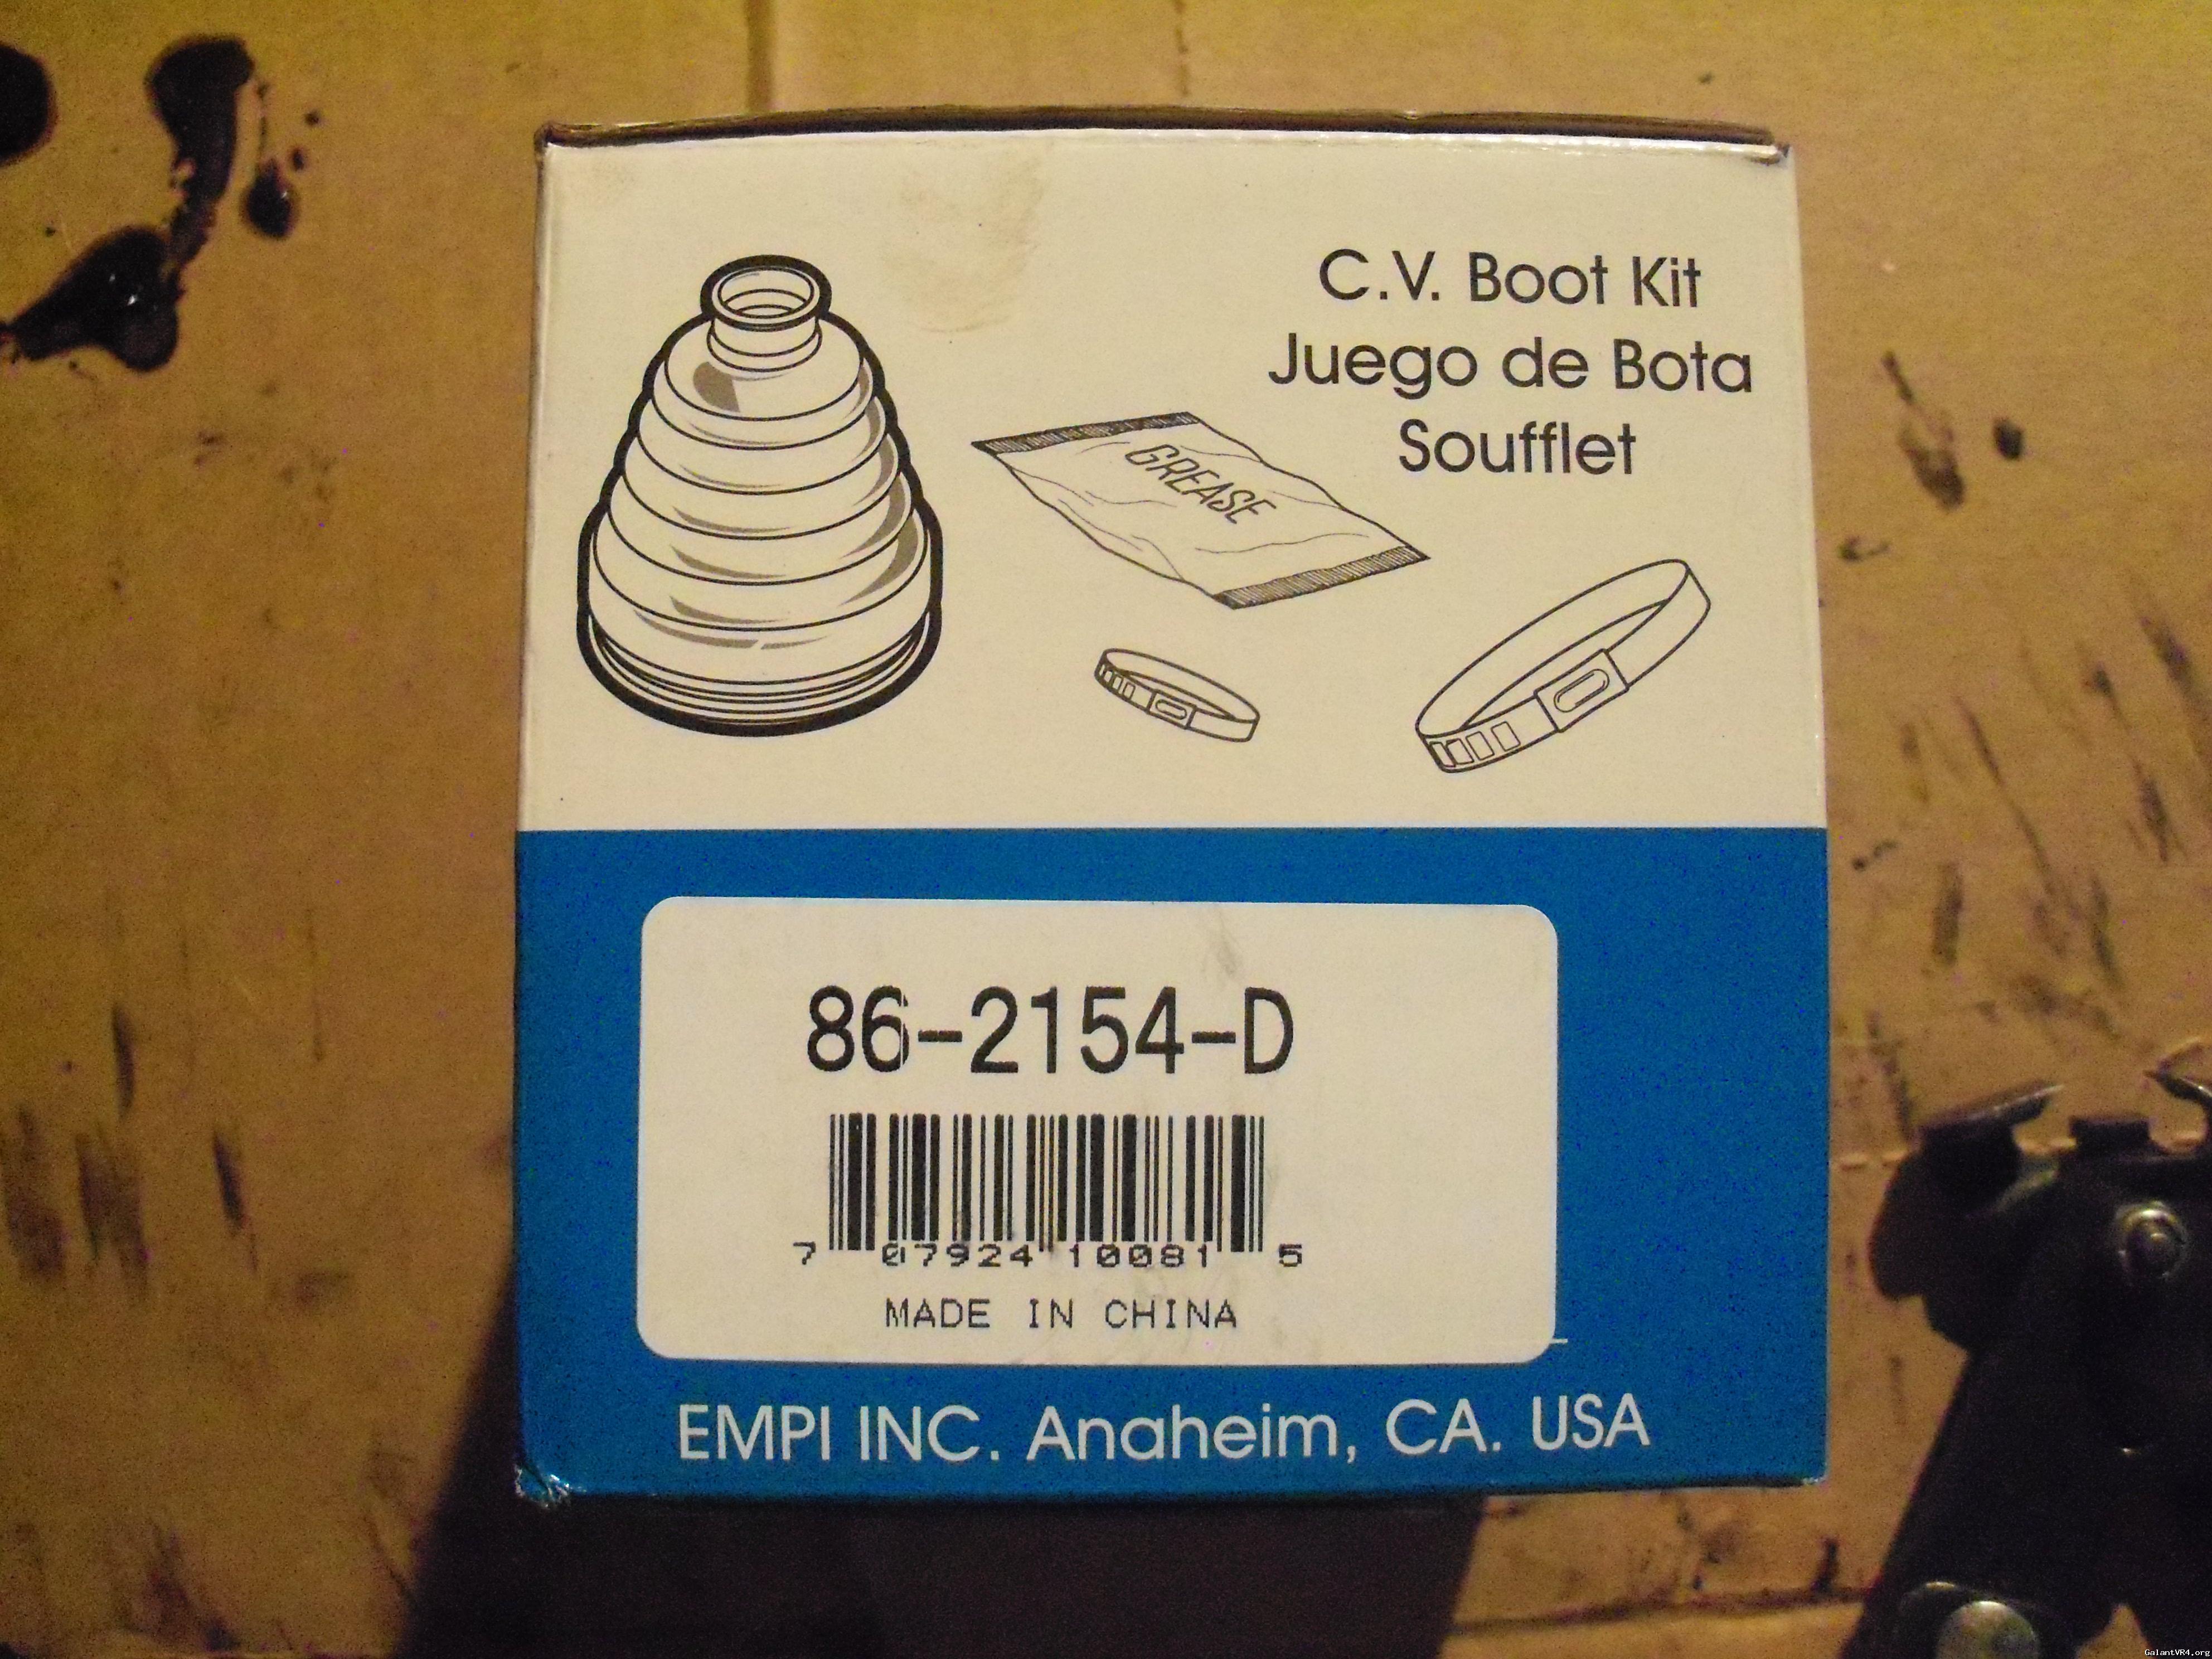 C.V. Boot Kit
Juego de Bota
Soufflet
GREASE
86-2154-D
7 07924 10081 5
MADE IN CHINA
EMPI INC. Anaheim, CA. USA
GalantVR4.org